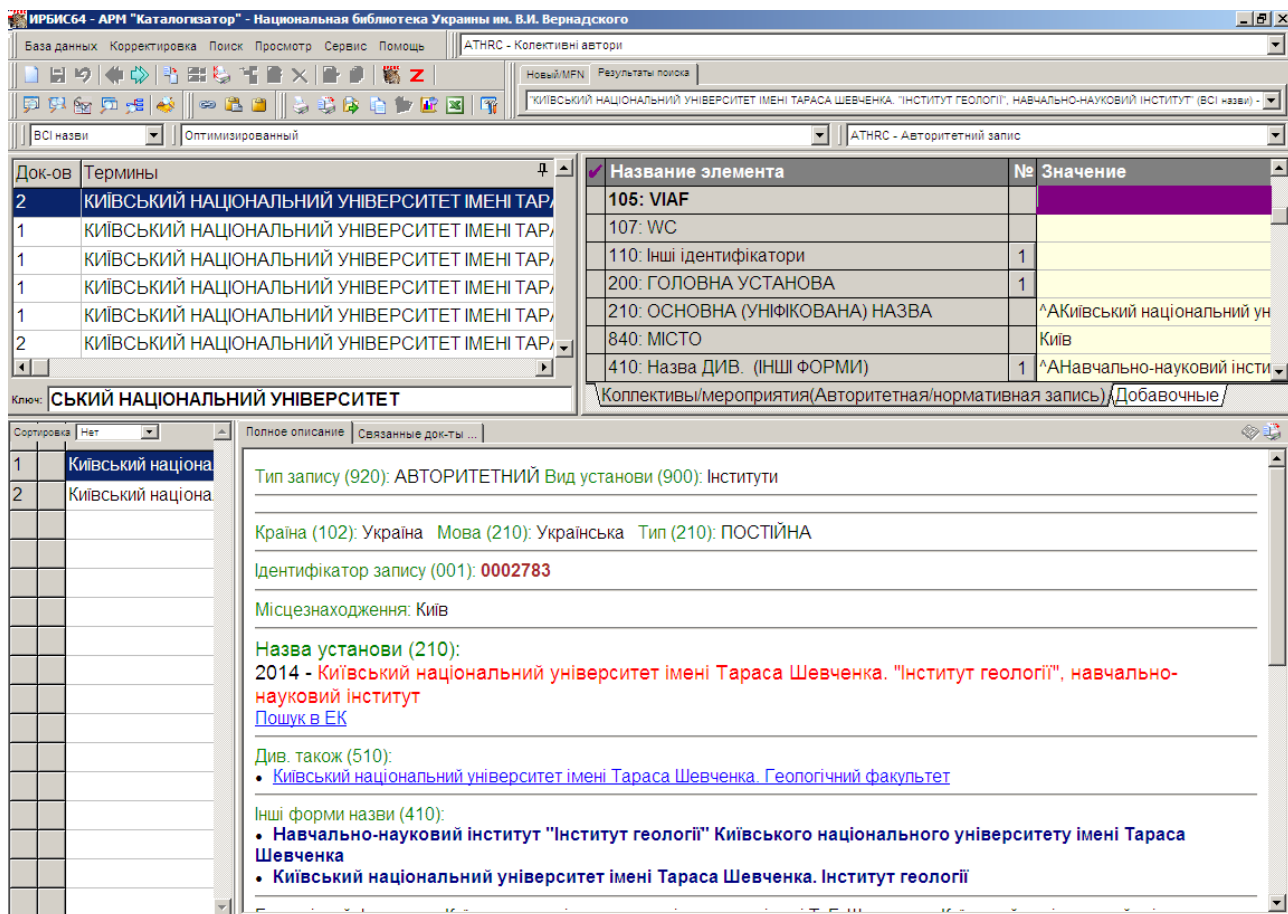 ИРБИС64 - АРМ "Каталогизатор" - Национальная библиотека Украины им. В.И. Вернадского
База данных Корректировка Поиск Просмотр Сервис Помощь
ATHRC - Колективні автори
Новый/MFN Результаты поиска
"КИЇВСЬКИЙ НАЦІОНАЛЬНИЙ УНІВЕРСИТЕТ ІМЕНІ ТАРАСА ШЕВЧЕНКА. "ІНСТИТУТ ГЕОЛОГІЇ", НАВЧАЛЬНО-НАУКОВИЙ ІНСТИТУТ" (ВСІ назви) -
ВСІ назви
Оптимизированный
ATHRC - Авторитетний запис
Док-ов Термины
2 КИЇВСЬКИЙ НАЦІОНАЛЬНИЙ УНІВЕРСИТЕТ ІМЕНІ
1 КИЇВСЬКИЙ НАЦІОНАЛЬНИЙ УНІВЕРСИТЕТ ІМЕНІ
1 КИЇВСЬКИЙ НАЦІОНАЛЬНИЙ УНІВЕРСИТЕТ ІМЕНІ
1 КИЇВСЬКИЙ НАЦІОНАЛЬНИЙ УНІВЕРСИТЕТ ІМЕНІ
1 КИЇВСЬКИЙ НАЦІОНАЛЬНИЙ УНІВЕРСИТЕТ ІМЕНІ
2 КИЇВСЬКИЙ НАЦІОНАЛЬНИЙ УНІВЕРСИТЕТ ІМЕНІ
Ключ: СЬКИЙ НАЦІОНАЛЬНИЙ УНІВЕРСИТЕТ
Название элемента № Значение
105: VIAF
107: WC
110: Інші ідентифікатори 1
200: ГОЛОВНА УСТАНОВА 1
210: ОСНОВНА (УНІФІКОВАНА) НАЗВА ^AКиївський національний ун
840: МІСТО Київ
410: Назва ДИВ. (ІНШІ ФОРМИ) 1 ^AНавчально-науковий інсти
Коллективы/мероприятия(Авторитетная/нормативная запись) Добавочные
Сортировка Нет
1 Київський націона
2 Київський націона
Полное описание Связанные док-ты ...
Тип запису (920): АВТОРИТЕТНИЙ Вид установи (900): Інститути
Країна (102): Україна Мова (210): Українська Тип (210): ПОСТІЙНА
Ідентифікатор запису (001): 0002783
Місцезнаходження: Київ
Назва установи (210):
2014 - Київський національний університет імені Тараса Шевченка. "Інститут геології", навчально-
науковий інститут
Пошук в ЕК
Див. також (510):
• Київський національний університет імені Тараса Шевченка. Геологічний факультет
Інші форми назви (410):
• Навчально-науковий інститут "Інститут геології" Київського національного університету імені Тараса
Шевченка
• Київський національний університет імені Тараса Шевченка. Інститут геології